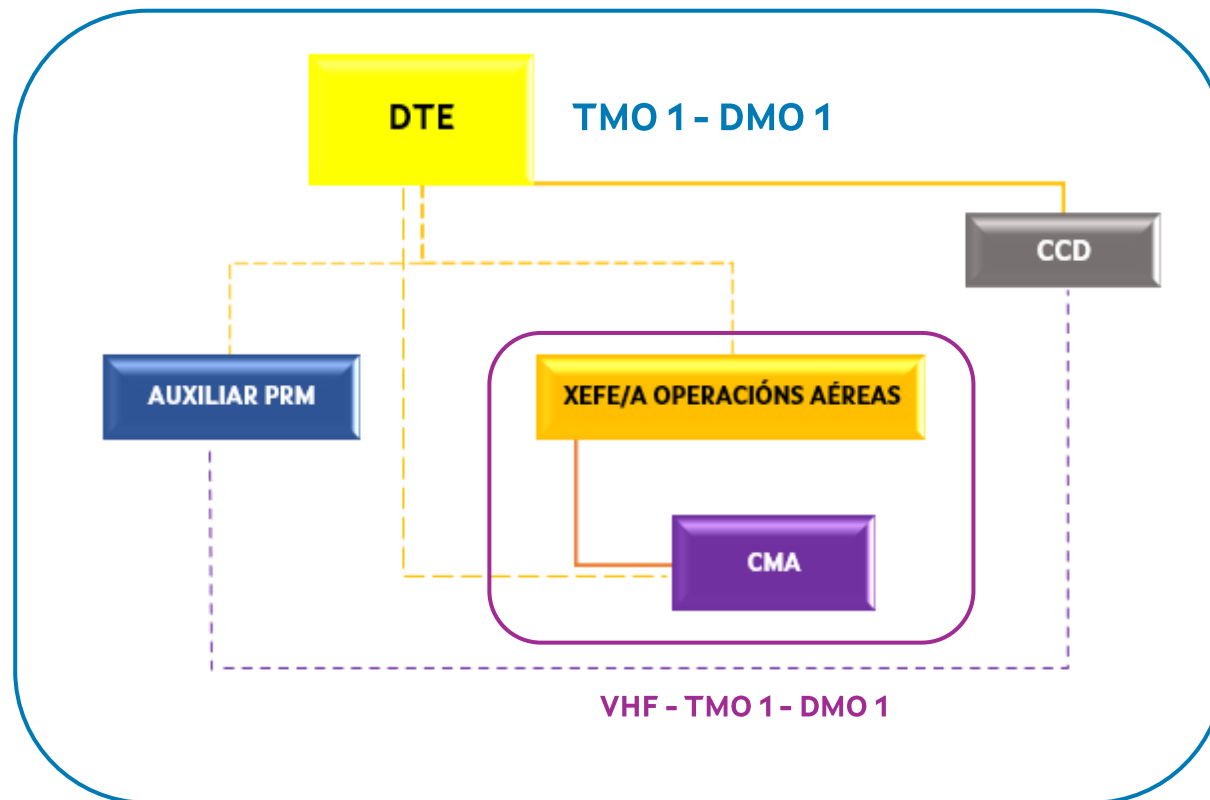 DTE
TMO 1 - DMO 1
CCD
AUXILIAR PRM
XEFE/A OPERACIÓNS AÉREAS
CMA
VHF - TMO 1 - DMO 1